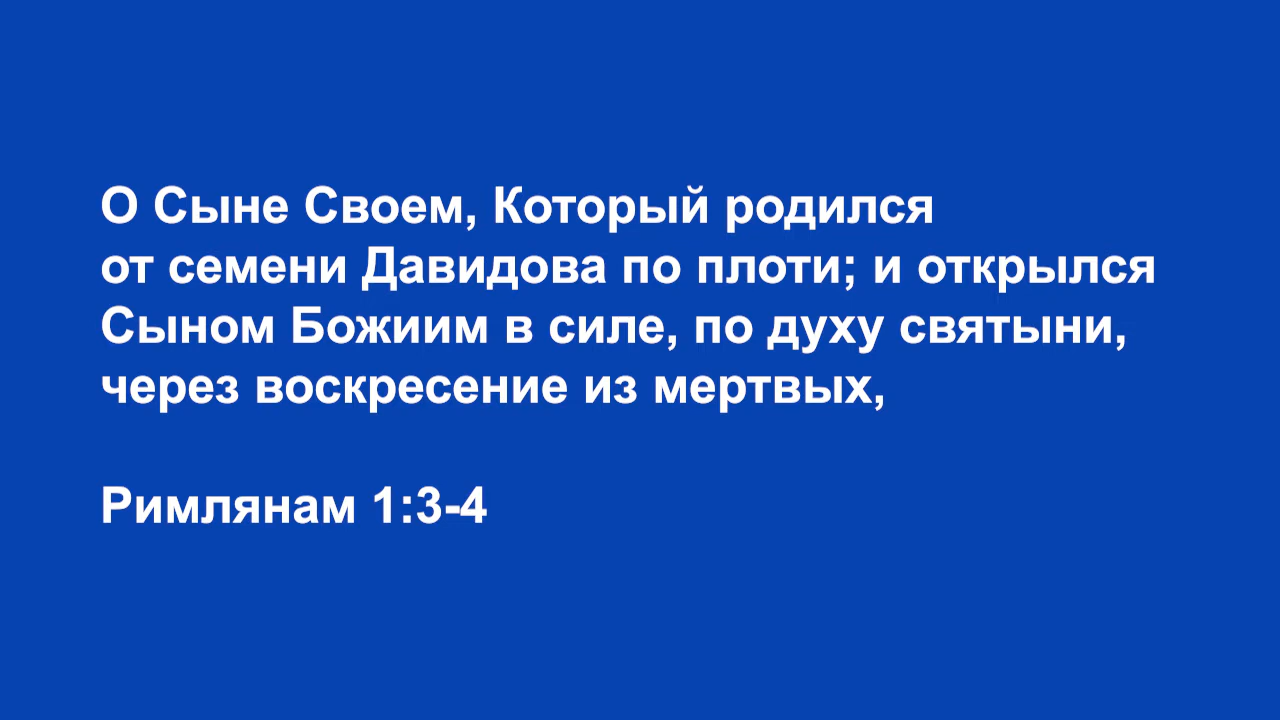 О Сыне Своем, Который родился
от семени Давидова по плоти; и открылся
Сыном Божиим в силе, по духу святыни,
через воскресение из мертвых,
Римлянам 1:3-4